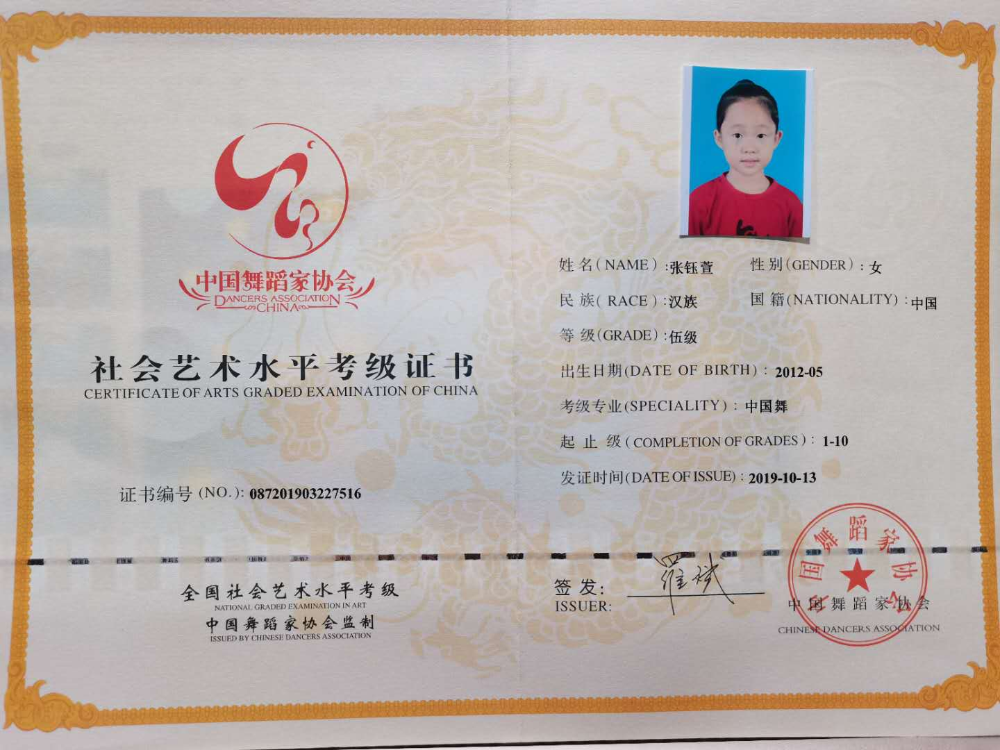 中国舞蹈家协会
DANCERS ASSOCIATION
CHINA
社会艺术水平考级证书
CERTIFICATE OF ARTS GRADED EXAMINATION OF CHINA
证书编号 (NO.): 087201903227516
全国社会艺术水平考级
NATIONAL GRADED EXAMINATION IN ART
中国舞蹈家协会监制
ISSUED BY CHINESE DANCERS ASSOCIATION
姓名(NAME): 张钰萱 性别(GENDER): 女
民族(RACE): 汉族 国籍(NATIONALITY): 中国
等级(GRADE): 伍级
出生日期(DATE OF BIRTH): 2012-05
考级专业(SPECIALITY): 中国舞
起止级(COMPLETION OF GRADES): 1-10
发证时间(DATE OF ISSUE): 2019-10-13
签发:
ISSUER:
中国舞蹈家协会
中国舞蹈家协会
CHINESE DANCERS ASSOCIATION